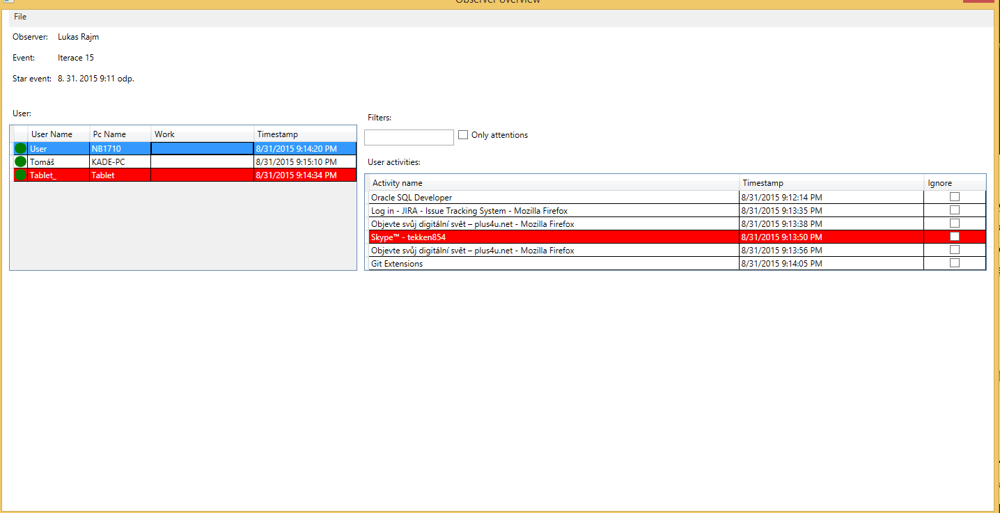 Observer overview
File
Observer: Lukas Rajm
Event: Iterace 15
Star event: 8. 31. 2015 9:11 odp.
User:
User Name Pc Name Work Timestamp
User NB1710 8/31/2015 9:14:20 PM
Tomáš KADE-PC 8/31/2015 9:15:10 PM
Tablet_ Tablet 8/31/2015 9:14:34 PM
Filters:
Only attentions
User activities:
Activity name Timestamp Ignore
Oracle SQL Developer 8/31/2015 9:12:14 PM
Log in - JIRA - Issue Tracking System - Mozilla Firefox 8/31/2015 9:13:35 PM
Objevte svůj digitální svět – plus4u.net - Mozilla Firefox 8/31/2015 9:13:38 PM
Skype™ - tekken854 8/31/2015 9:13:50 PM
Objevte svůj digitální svět – plus4u.net - Mozilla Firefox 8/31/2015 9:13:56 PM
Git Extensions 8/31/2015 9:14:05 PM